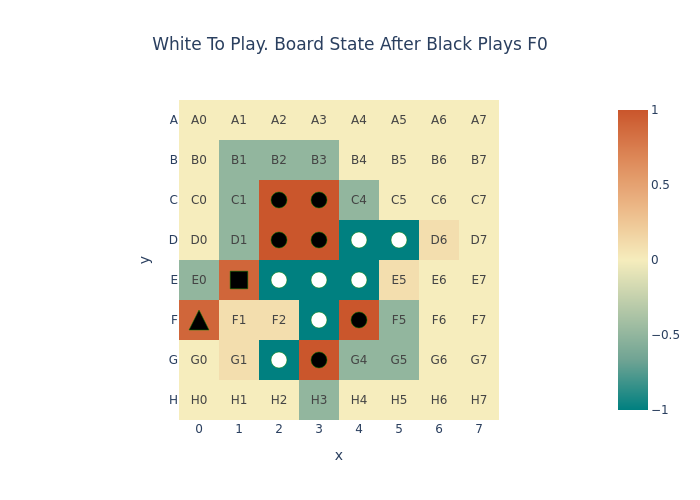 White To Play. Board State After Black Plays F0
A A0 A1 A2 A3 A4 A5 A6 A7 1
B B0 B1 B2 B3 B4 B5 B6 B7
C C0 C1 C4 C5 C6 C7 0.5
D D0 D1 D6 D7
y 0
E E0 E5 E6 E7
F F1 F2 F5 F6 F7 −0.5
G G0 G1 G4 G5 G6 G7
H H0 H1 H2 H3 H4 H5 H6 H7 −1
0 1 2 3 4 5 6 7
x